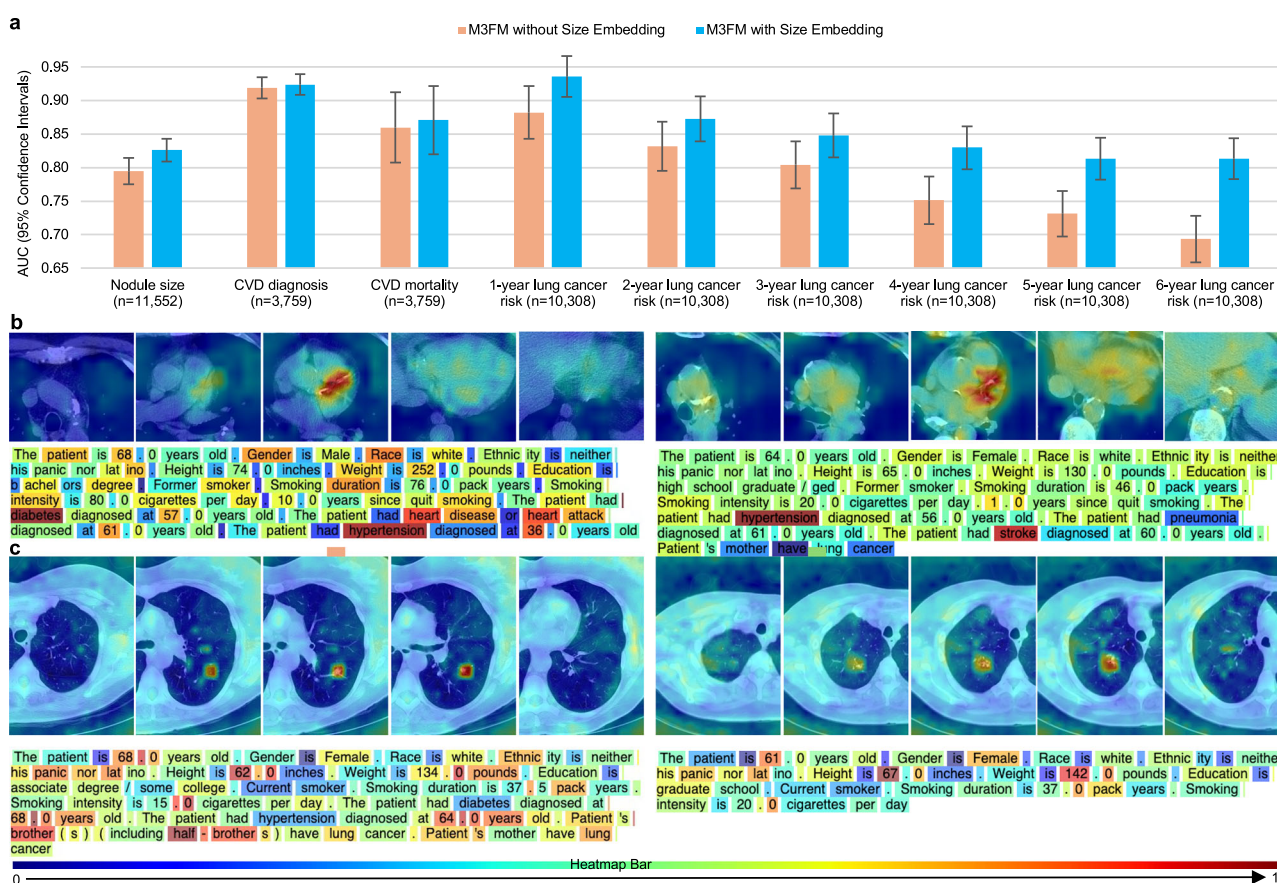 a
M3FM without Size Embedding M3FM with Size Embedding
AUC (95% Confidence Intervals)
0.95
0.90
0.85
0.80
0.75
0.70
0.65
Nodule size (n=11,552)
CVD diagnosis (n=3,759)
CVD mortality (n=3,759)
1-year lung cancer risk (n=10,308)
2-year lung cancer risk (n=10,308)
3-year lung cancer risk (n=10,308)
4-year lung cancer risk (n=10,308)
5-year lung cancer risk (n=10,308)
6-year lung cancer risk (n=10,308)
b
The patient is 68 . 0 years old . Gender is Male . Race is white . Ethnic ity is neither
his panic nor lat ino . Height is 74 . 0 inches . Weight is 252 . 0 pounds . Education is
b achel ors degree . Former smoker . Smoking duration is 76 . 0 pack years . Smoking
intensity is 80 . 0 cigarettes per day . 10 . 0 years since quit smoking . The patient had
diabetes diagnosed at 57 . 0 years old . The patient had heart disease or heart attack
diagnosed at 61 . 0 years old . The patient had hypertension diagnosed at 36 . 0 years old
The patient is 64 . 0 years old . Gender is Female . Race is white . Ethnic ity is neither
his panic nor lat ino . Height is 65 . 0 inches . Weight is 130 . 0 pounds . Education is
high school graduate / ged . Former smoker . Smoking duration is 46 . 0 pack years .
Smoking intensity is 20 . 0 cigarettes per day . 1 . 0 years since quit smoking . The
patient had hypertension diagnosed at 56 . 0 years old . The patient had pneumonia
diagnosed at 61 . 0 years old . The patient had stroke diagnosed at 60 . 0 years old .
Patient 's mother have lung cancer
c
The patient is 68 . 0 years old . Gender is Female . Race is white . Ethnic ity is neither
his panic nor lat ino . Height is 62 . 0 inches . Weight is 134 . 0 pounds . Education is
associate degree / some college . Current smoker . Smoking duration is 37 . 5 pack years .
Smoking intensity is 15 . 0 cigarettes per day . The patient had diabetes diagnosed at
68 . 0 years old . The patient had hypertension diagnosed at 64 . 0 years old . Patient 's
brother ( s ) ( including half - brother s ) have lung cancer . Patient 's mother have lung
cancer
The patient is 61 . 0 years old . Gender is Female . Race is white . Ethnic ity is neither
his panic nor lat ino . Height is 67 . 0 inches . Weight is 142 . 0 pounds . Education is
graduate school . Current smoker . Smoking duration is 37 . 0 pack years . Smoking
intensity is 20 . 0 cigarettes per day
Heatmap Bar
0 1